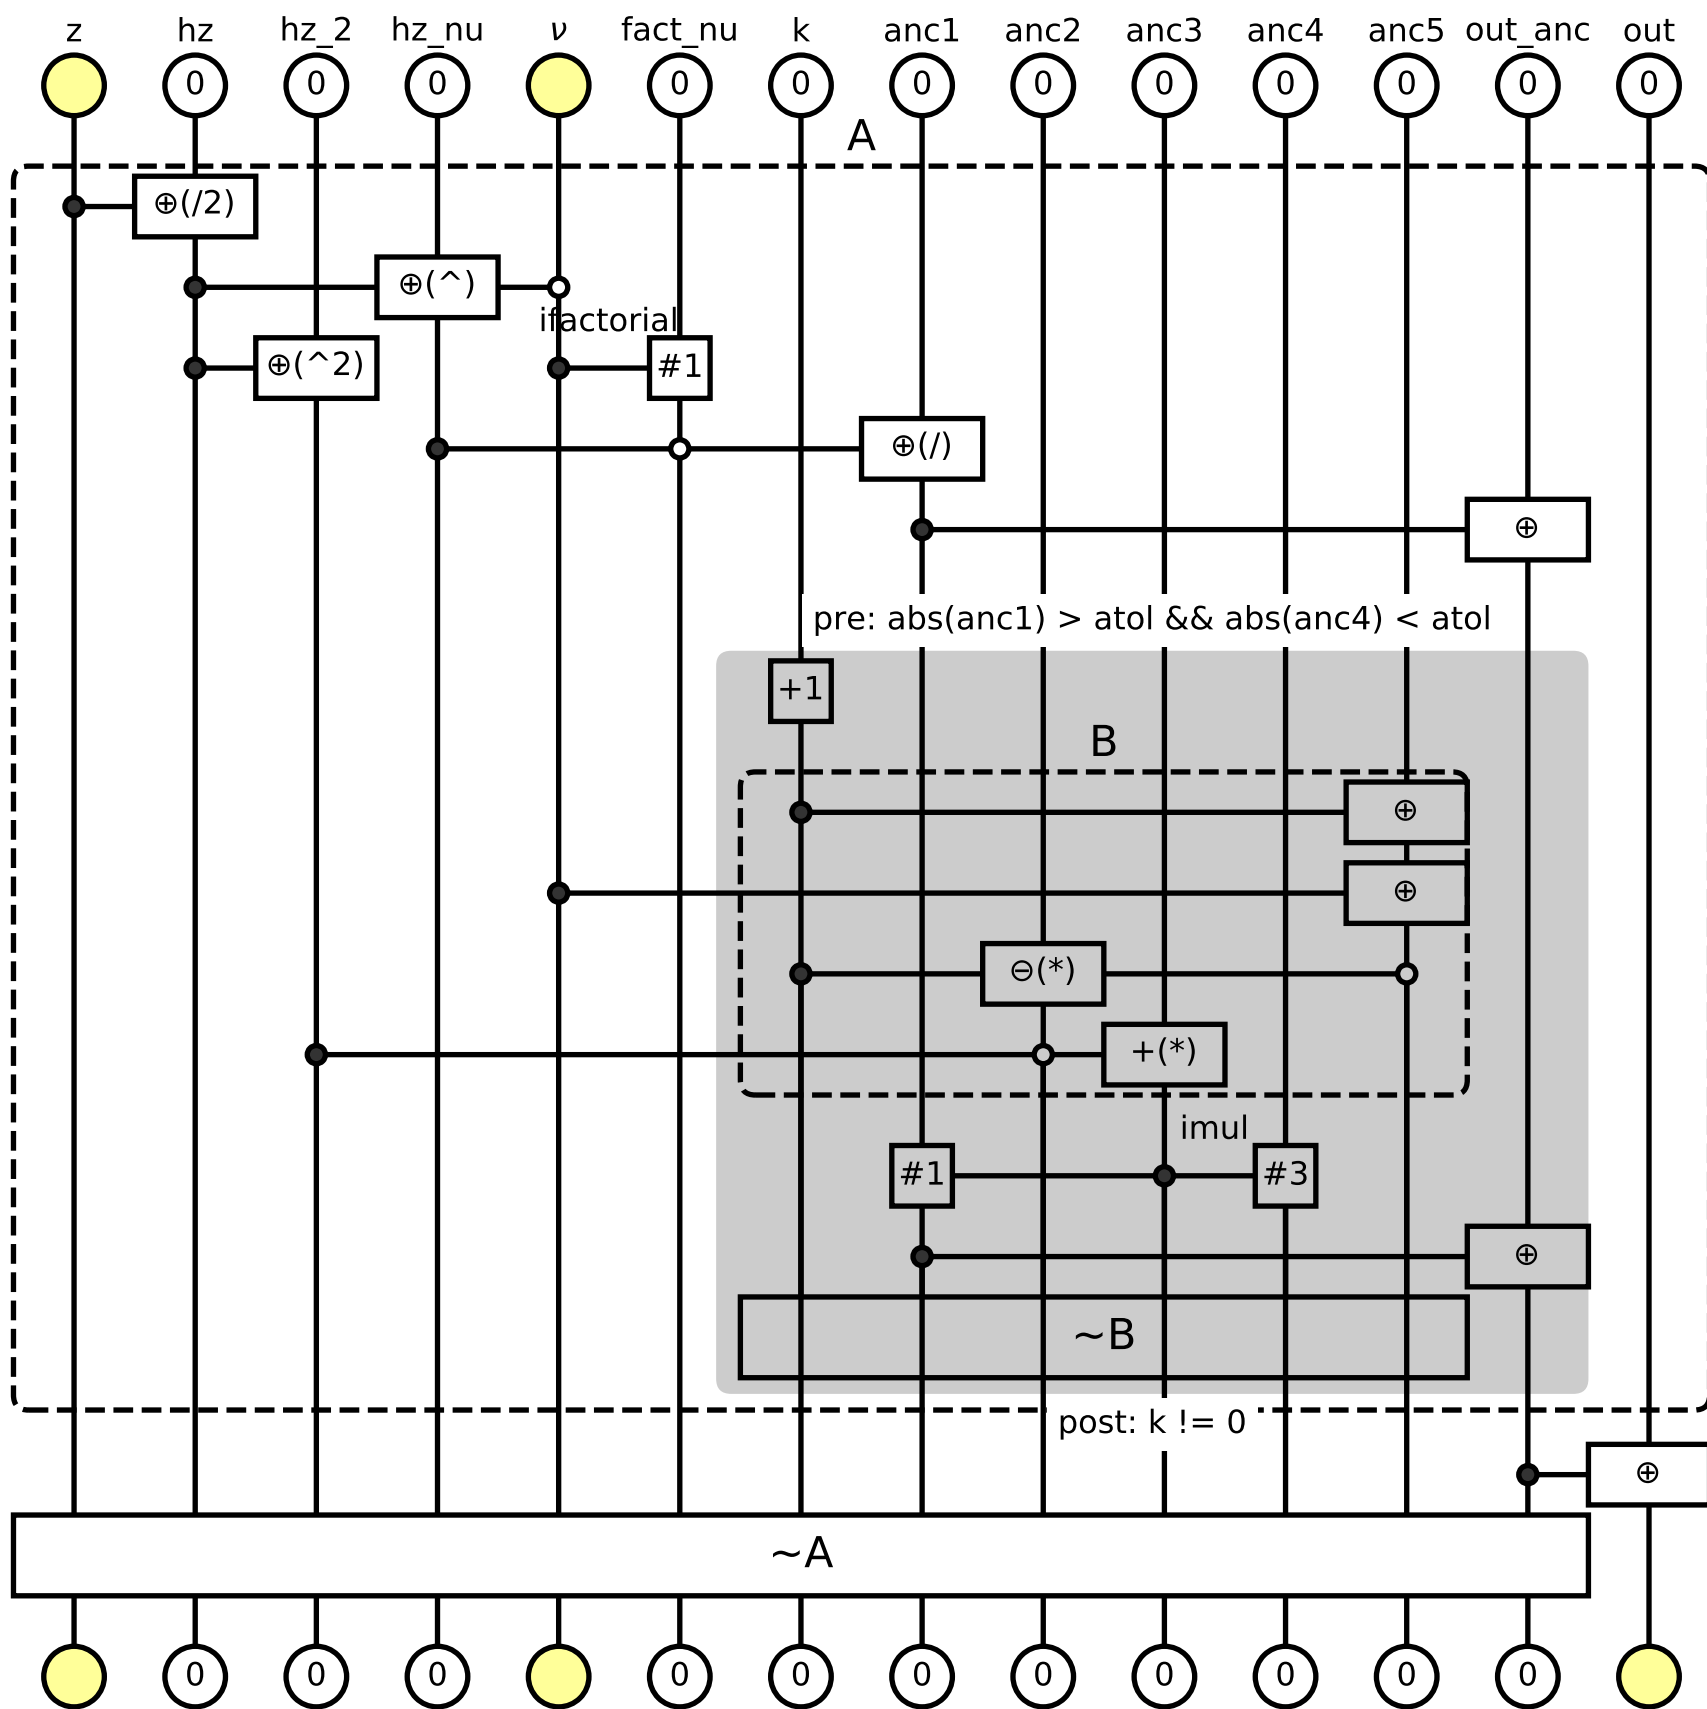 z hz hz_2 hz_nu ν fact_nu k anc1 anc2 anc3 anc4 anc5 out_anc out
0 0 0 0 0 0 0 0 0 0 0 0
A
⊕(/2)
⊕(^)
ifactorial
⊕(^2) #1
⊕(/)
⊕
pre: abs(anc1) > atol && abs(anc4) < atol
+1
B
⊕
⊕
⊖(*)
+(*)
imul
#1 #3
⊕
~B
post: k != 0
⊕
~A
0 0 0 0 0 0 0 0 0 0 0